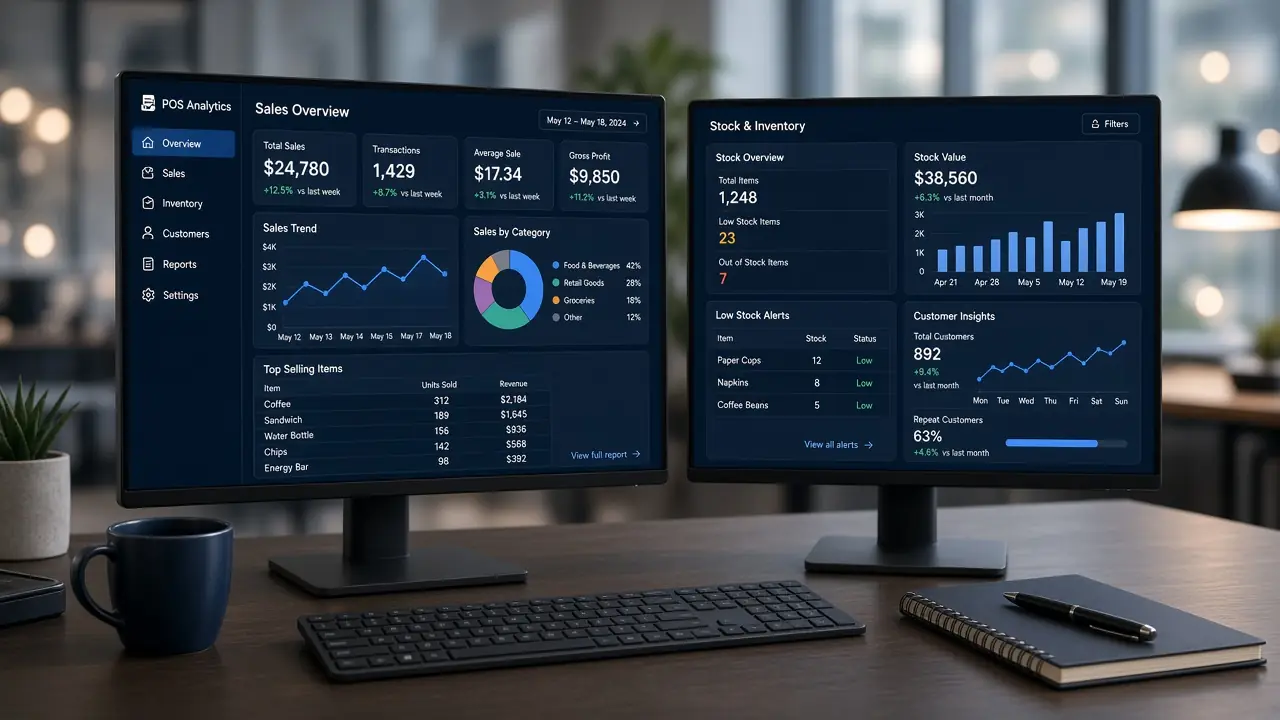 POS Analytics
Overview
Sales
Inventory
Customers
Reports
Settings
Sales Overview
May 12 – May 18, 2024 →
Total Sales
$24,780
+12.5% vs last week
Transactions
1,429
+8.7% vs last week
Average Sale
$17.34
+3.1% vs last week
Gross Profit
$9,850
+11.2% vs last week
Sales Trend
$4K
$3K
$2K
$1K
$0
May 12 May 13 May 14 May 15 May 16 May 17 May 18
Sales by Category
Food & Beverages 42%
Retail Goods 28%
Groceries 18%
Other 12%
Top Selling Items
Item Units Sold Revenue
Coffee 312 $2,184
Sandwich 189 $1,645
Water Bottle 156 $936
Chips 142 $568
Energy Bar 98 $392
View full report →
Stock & Inventory
Filters
Stock Overview
Total Items
1,248
Low Stock Items
23
Out of Stock Items
7
Stock Value
$38,560
+6.3% vs last month
3K
2K
1K
0
Apr 21 Apr 28 May 5 May 12 May 19
Low Stock Alerts
Item Stock Status
Paper Cups 12 Low
Napkins 8 Low
Coffee Beans 5 Low
View all alerts →
Customer Insights
Total Customers
892
+9.4%
vs last month
Mon Tue Wed Thu Fri Sat Sun
Repeat Customers
63%
+4.6% vs last month